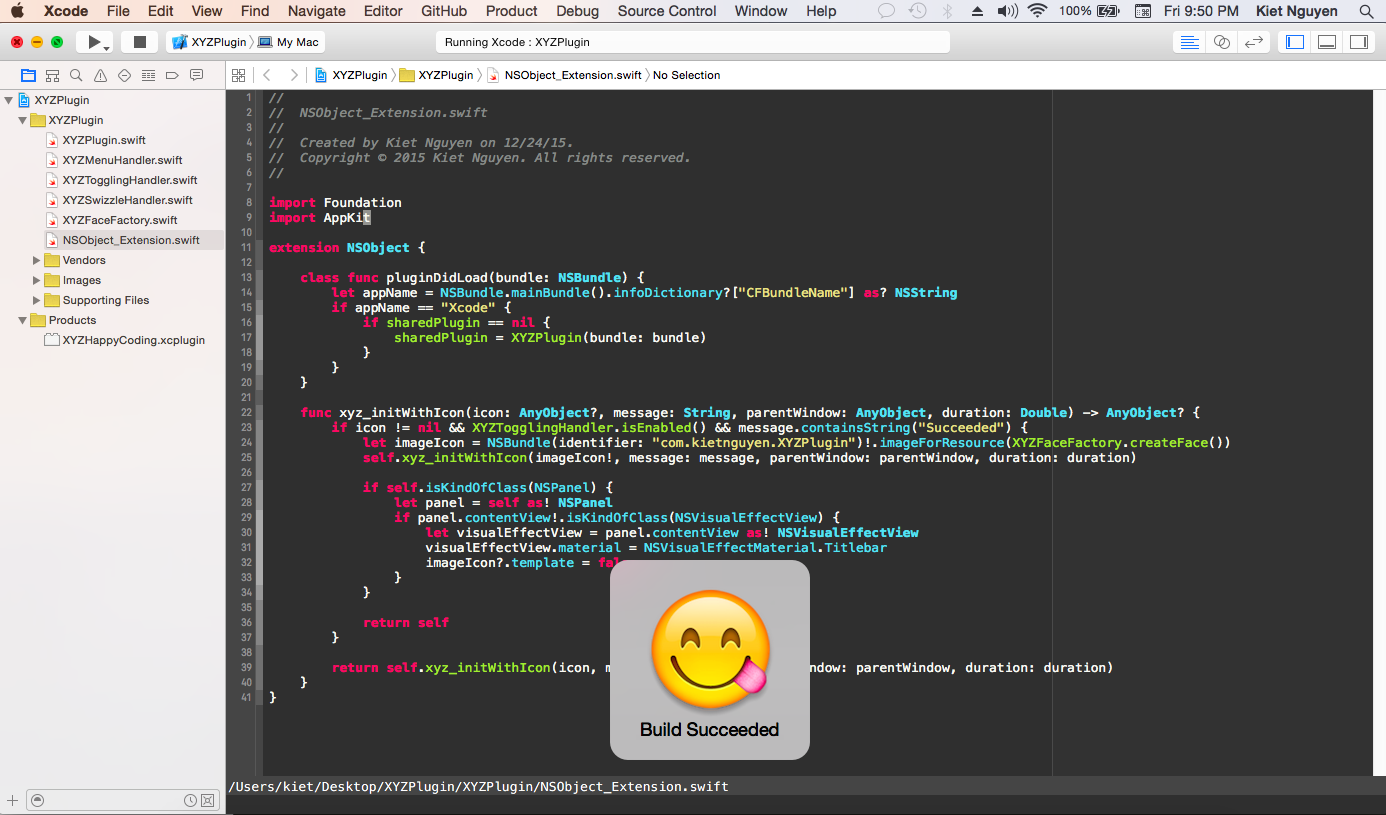 Xcode File Edit View Find Navigate Editor GitHub Product Debug Source Control Window Help 100% Fri 9:50 PM Kiet Nguyen
XYZPlugin My Mac Running Xcode : XYZPlugin
XYZPlugin XYZPlugin NSObject_Extension.swift No Selection
XYZPlugin
XYZPlugin
XYZPlugin.swift
XYZMenuHandler.swift
XYZTogglingHandler.swift
XYZSwizzleHandler.swift
XYZFaceFactory.swift
NSObject_Extension.swift
Vendors
Images
Supporting Files
Products
XYZHappyCoding.xcplugin
1 //
2 //  NSObject_Extension.swift
3 //
4 //  Created by Kiet Nguyen on 12/24/15.
5 //  Copyright © 2015 Kiet Nguyen. All rights reserved.
6 //
7
8 import Foundation
9 import AppKit
10
11 extension NSObject {
12
13     class func pluginDidLoad(bundle: NSBundle) {
14         let appName = NSBundle.mainBundle().infoDictionary?["CFBundleName"] as? NSString
15         if appName == "Xcode" {
16             if sharedPlugin == nil {
17                 sharedPlugin = XYZPlugin(bundle: bundle)
18             }
19         }
20     }
21
22     func xyz_initWithIcon(icon: AnyObject?, message: String, parentWindow: AnyObject, duration: Double) -> AnyObject? {
23         if icon != nil && XYZTogglingHandler.isEnabled() && message.containsString("Succeeded") {
24             let imageIcon = NSBundle(identifier: "com.kietnguyen.XYZPlugin")!.imageForResource(XYZFaceFactory.createFace())
25             self.xyz_initWithIcon(imageIcon!, message: message, parentWindow: parentWindow, duration: duration)
26
27             if self.isKindOfClass(NSPanel) {
28                 let panel = self as! NSPanel
29                 if panel.contentView!.isKindOfClass(NSVisualEffectView) {
30                     let visualEffectView = panel.contentView as! NSVisualEffectView
31                     visualEffectView.material = NSVisualEffectMaterial.Titlebar
32                     imageIcon?.template =
33                 }
34             }
35
36             return self
37         }
38
39         return self.xyz_initWithIcon(icon, parentWindow, duration: duration)
40     }
41 }
Build Succeeded
/Users/kiet/Desktop/XYZPlugin/XYZPlugin/NSObject_Extension.swift